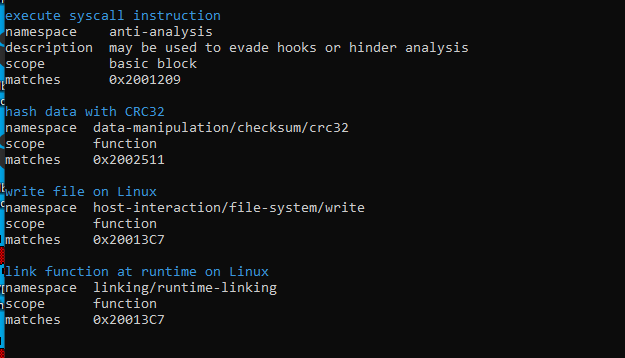 execute syscall instruction
namespace    anti-analysis
description  may be used to evade hooks or hinder analysis
scope        basic block
matches      0x2001209

hash data with CRC32
namespace  data-manipulation/checksum/crc32
scope      function
matches    0x2002511

write file on Linux
namespace  host-interaction/file-system/write
scope      function
matches    0x20013C7

link function at runtime on Linux
namespace  linking/runtime-linking
scope      function
matches    0x20013C7